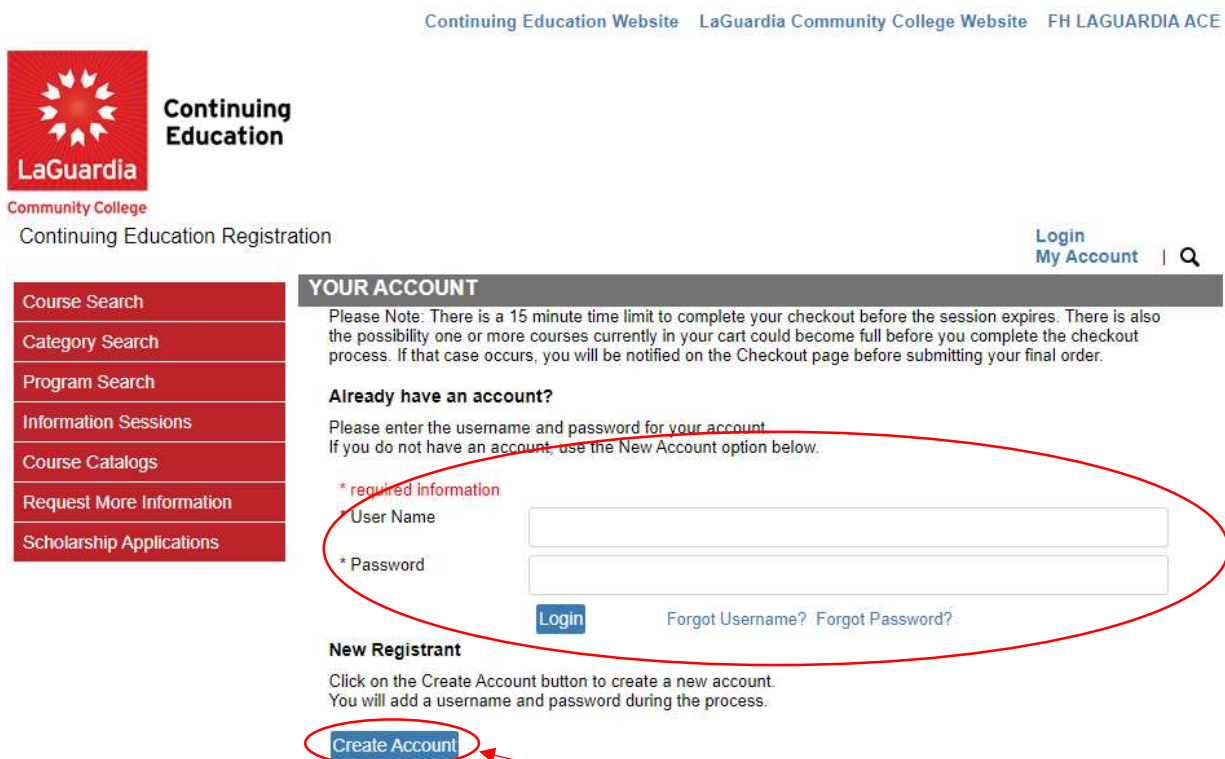 Continuing Education Website LaGuardia Community College Website FH LAGUARDIA ACE
LaGuardia
Community College
Continuing
Education
Continuing Education Registration
Login
My Account |
Course Search
Category Search
Program Search
Information Sessions
Course Catalogs
Request More Information
Scholarship Applications
YOUR ACCOUNT
Please Note: There is a 15 minute time limit to complete your checkout before the session expires. There is also
the possibility one or more courses currently in your cart could become full before you complete the checkout
process. If that case occurs, you will be notified on the Checkout page before submitting your final order.
Already have an account?
Please enter the username and password for your account.
If you do not have an account, use the New Account option below.
* required information
* User Name
* Password
Login Forgot Username? Forgot Password?
New Registrant
Click on the Create Account button to create a new account.
You will add a username and password during the process.
Create Account